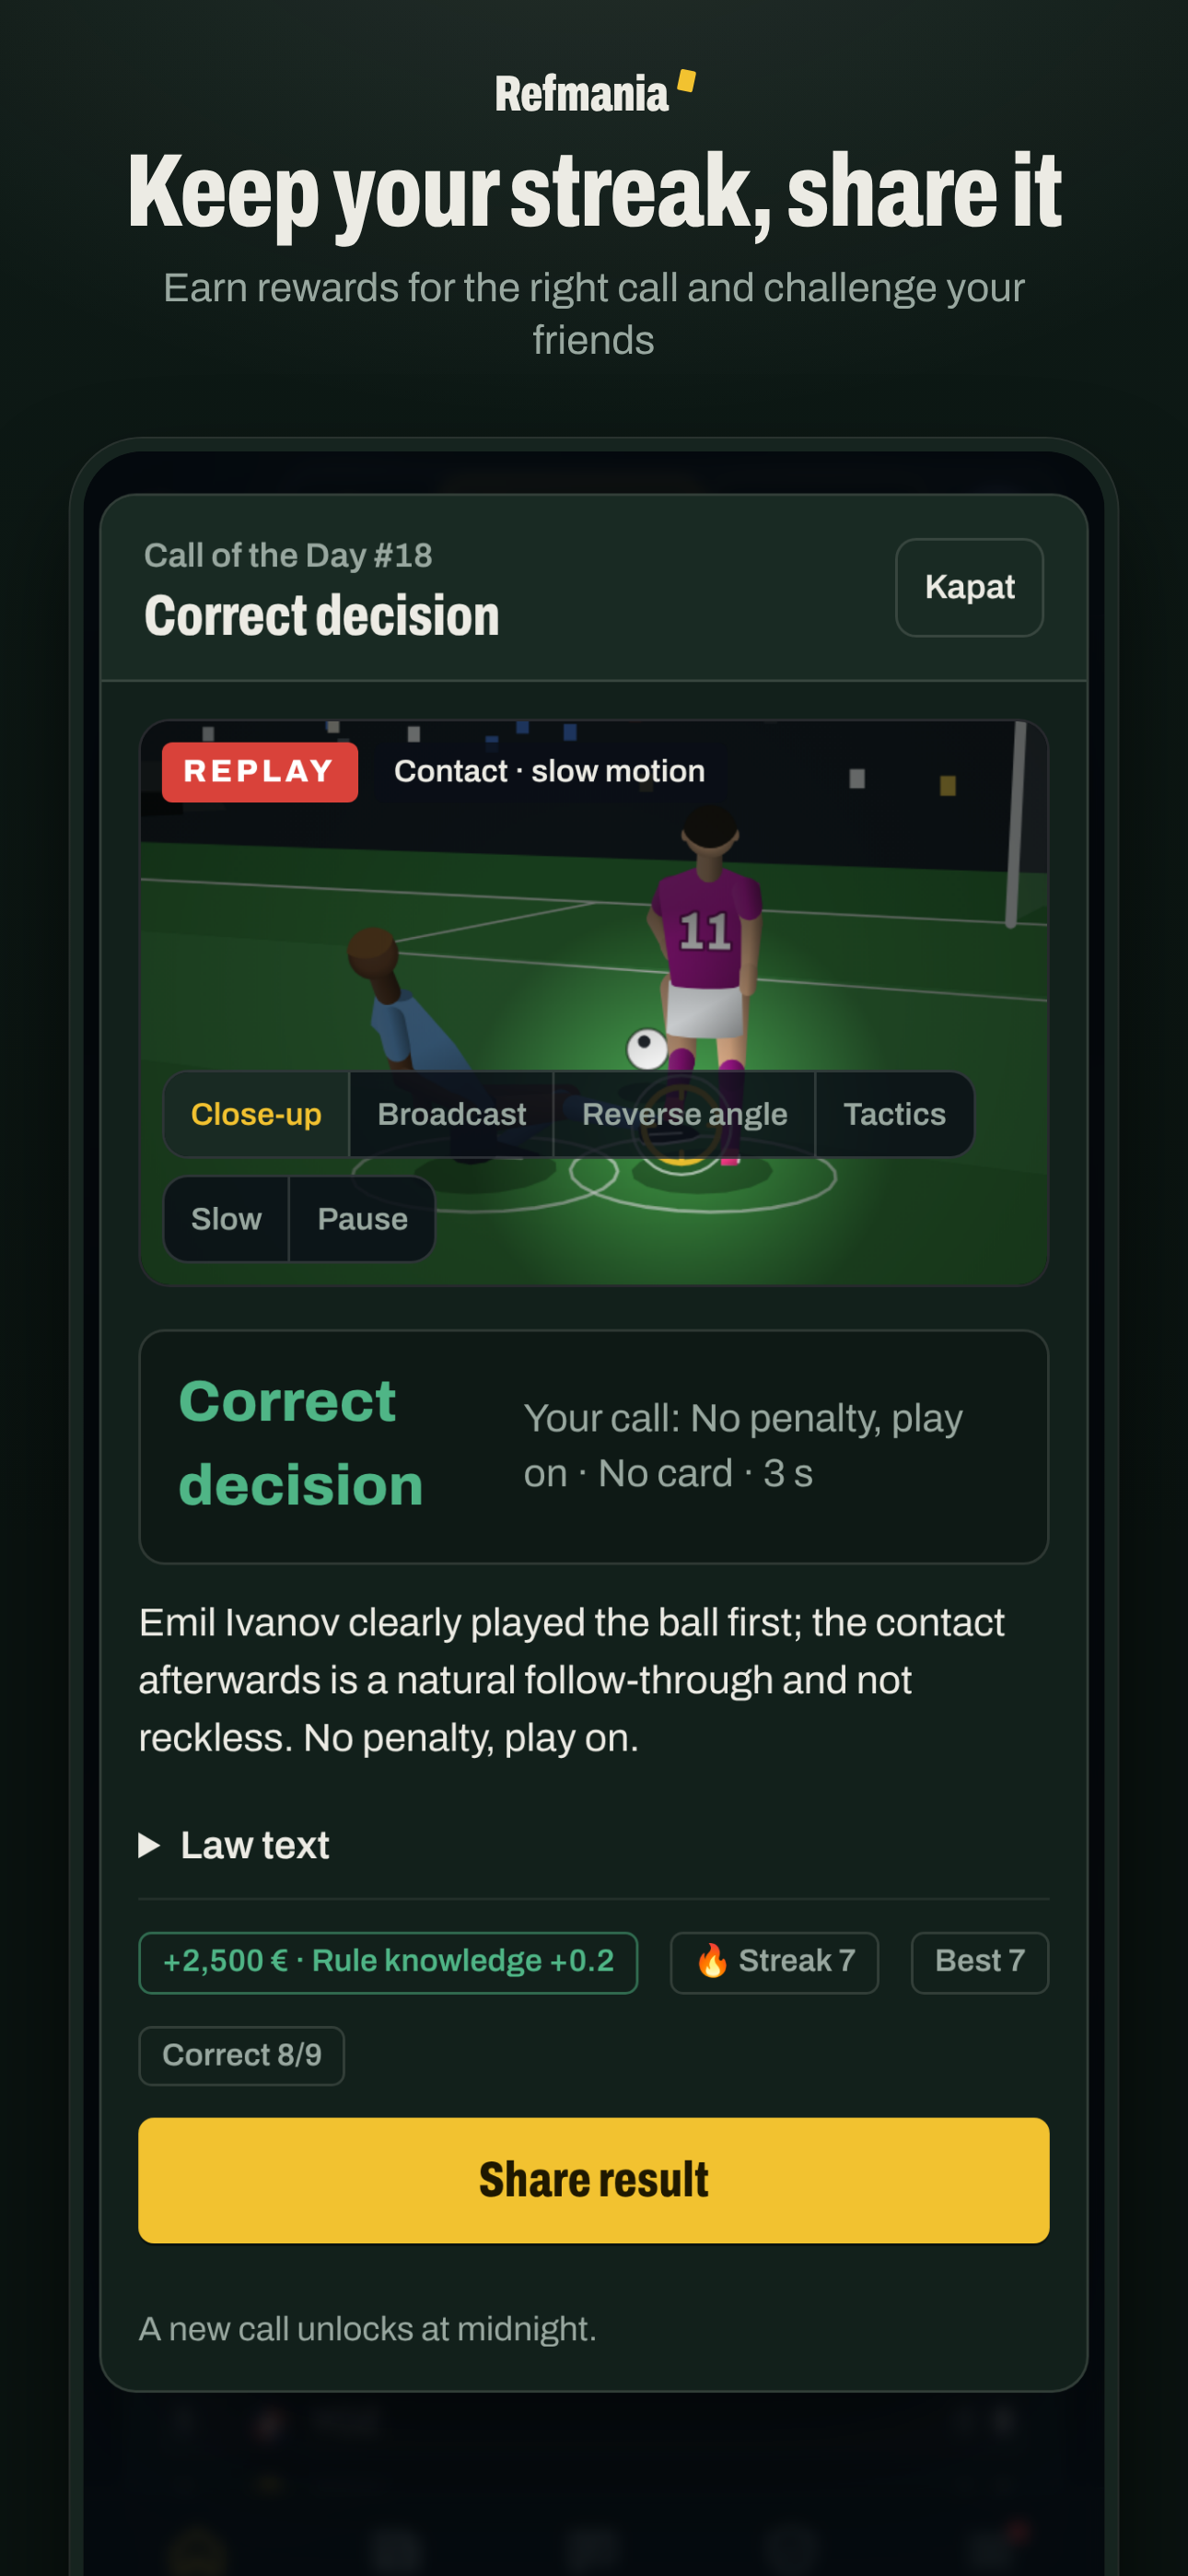 Refmania
Keep your streak, share it
Earn rewards for the right call and challenge your
friends
Call of the Day #18
Correct decision
Kapat
REPLAY
Contact · slow motion
11
Close-up
Broadcast
Reverse angle
Tactics
Slow
Pause
Correct
decision
Your call: No penalty, play
on · No card · 3 s
Emil Ivanov clearly played the ball first; the contact
afterwards is a natural follow-through and not
reckless. No penalty, play on.
▶ Law text
+2,500 € · Rule knowledge +0.2
🔥 Streak 7
Best 7
Correct 8/9
Share result
A new call unlocks at midnight.